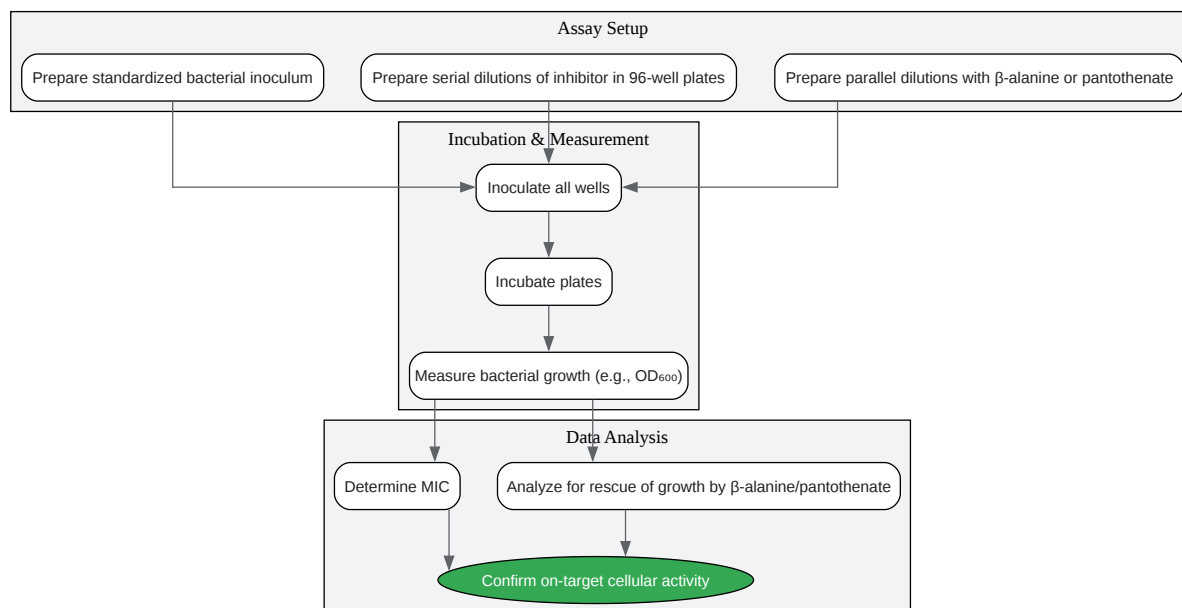 Assay Setup
Prepare standardized bacterial inoculum
Prepare serial dilutions of inhibitor in 96-well plates
Prepare parallel dilutions with β-alanine or pantothenate
Incubation & Measurement
Inoculate all wells
Incubate plates
Measure bacterial growth (e.g., OD₆₀₀)
Data Analysis
Determine MIC
Analyze for rescue of growth by β-alanine/pantothenate
Confirm on-target cellular activity